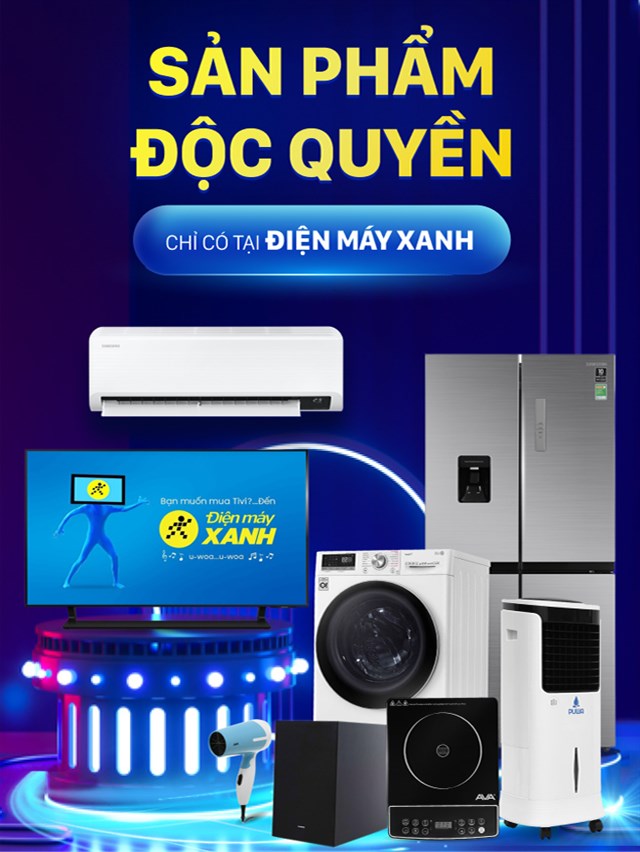 SẢN PHẨM
ĐỘC QUYỀN
CHỈ CÓ TẠI ĐIỆN MÁY XANH
SAMSUNG
Bạn muốn mua Tivi?...Đến
Điện máy
XANH
u-woa...u-woa
AVA